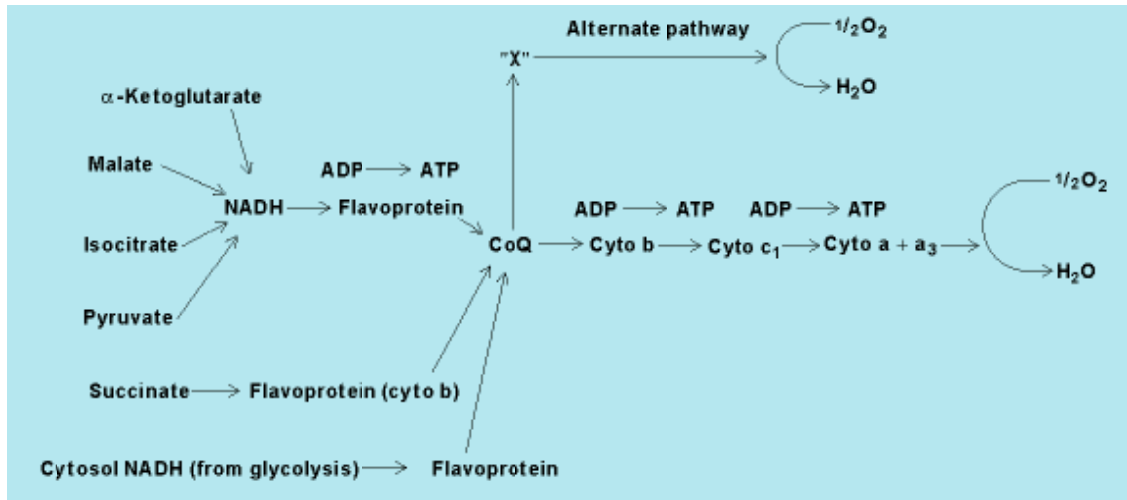 Alternate pathway
1/2O2
"X"
H2O
α-Ketoglutarate
Malate
ADP ATP
1/2O2
NADH Flavoprotein
ADP ATP ADP ATP
Isocitrate
CoQ Cyto b Cyto c1 Cyto a + a3
H2O
Pyruvate
Succinate Flavoprotein (cyto b)
Cytosol NADH (from glycolysis) Flavoprotein